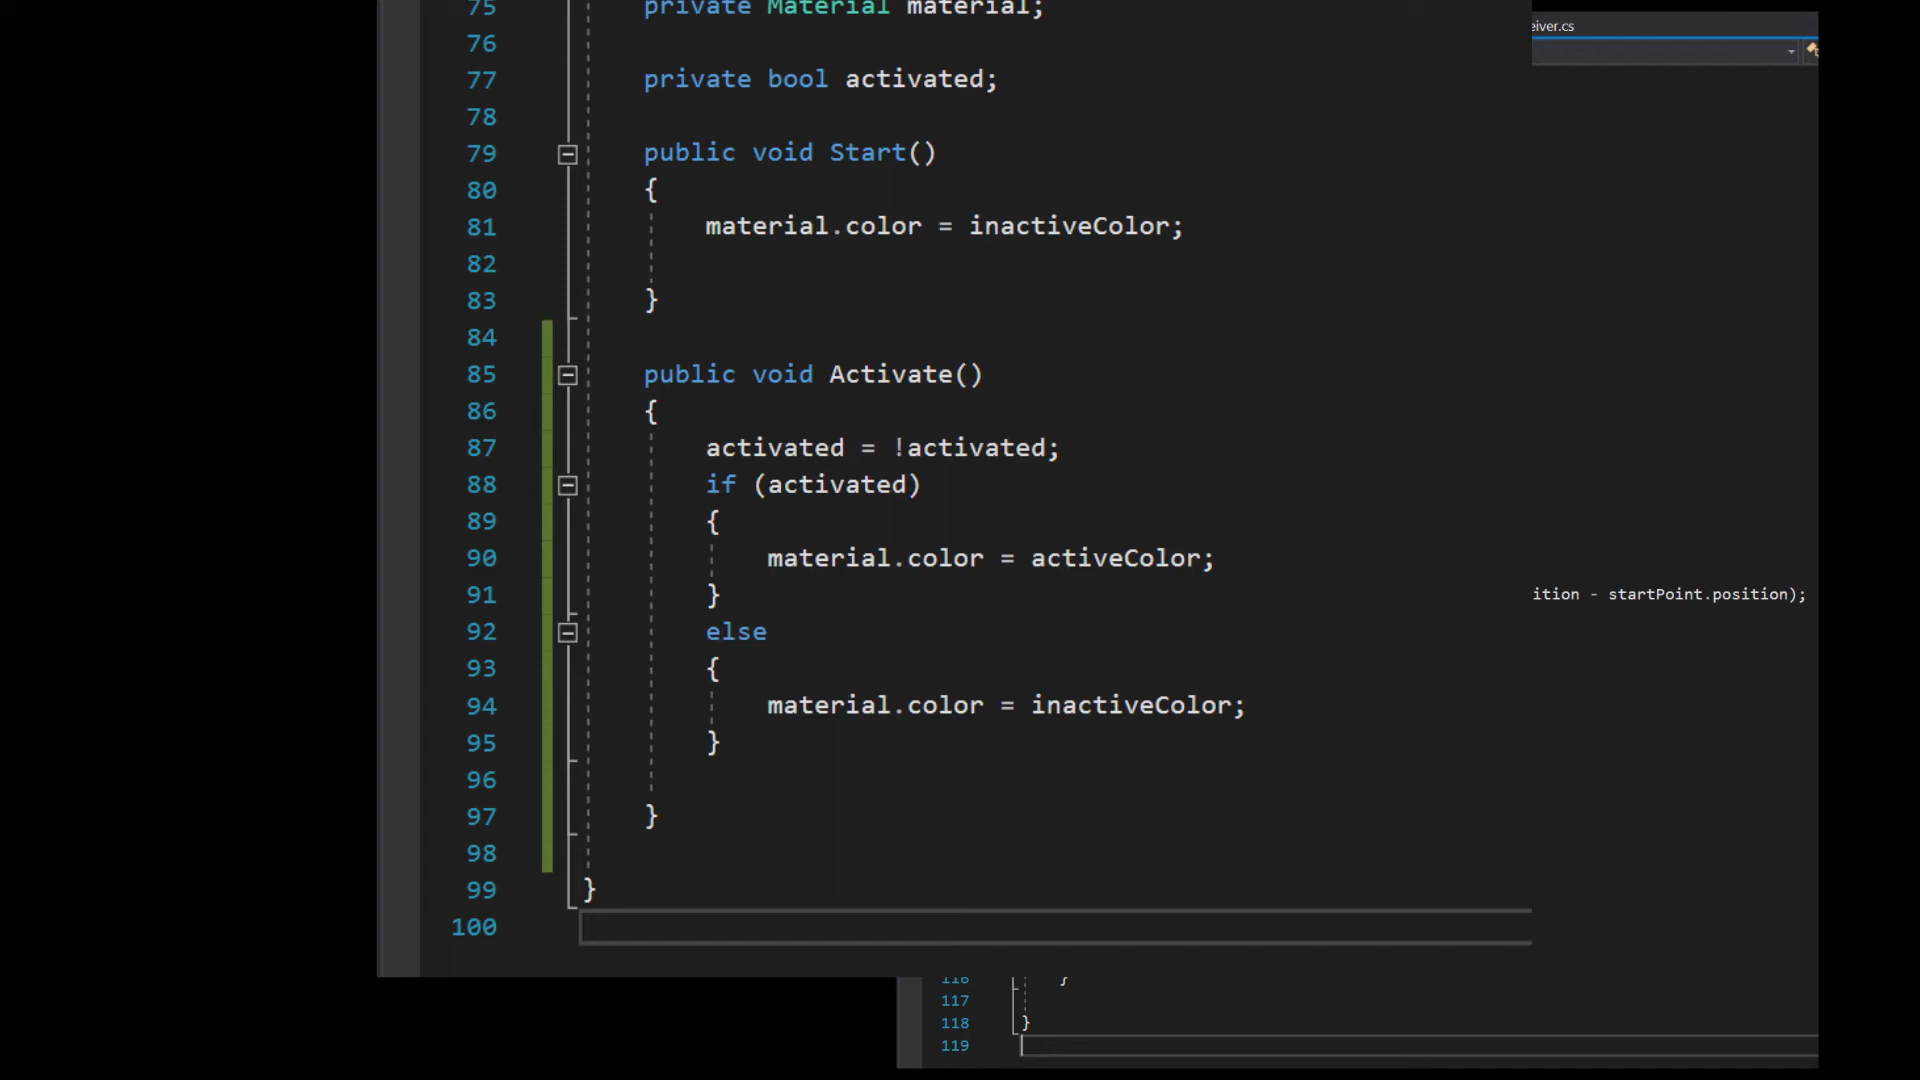 75 private Material material;
76
77 private bool activated;
78
79 public void Start()
80 {
81 material.color = inactiveColor;
82
83 }
84
85 public void Activate()
86 {
87 activated = !activated;
88 if (activated)
89 {
90 material.color = activeColor;
91 }
92 else
93 {
94 material.color = inactiveColor;
95 }
96
97 }
98
99 }
100
eiver.cs
ition - startPoint.position);
116 }
117
118 }
119